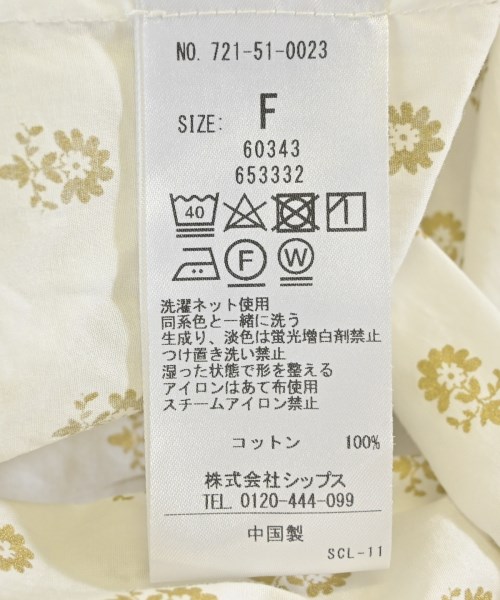 NO. 721-51-0023
SIZE: F
60343
653332
40
F W
洗濯ネット使用
同系色と一緒に洗う
生成り、淡色は蛍光増白剤禁止
つけ置き洗い禁止
湿った状態で形を整える
アイロンはあて布使用
スチームアイロン禁止
コットン 100%
株式会社シップス
TEL. 0120-444-099
中国製
SCL-11